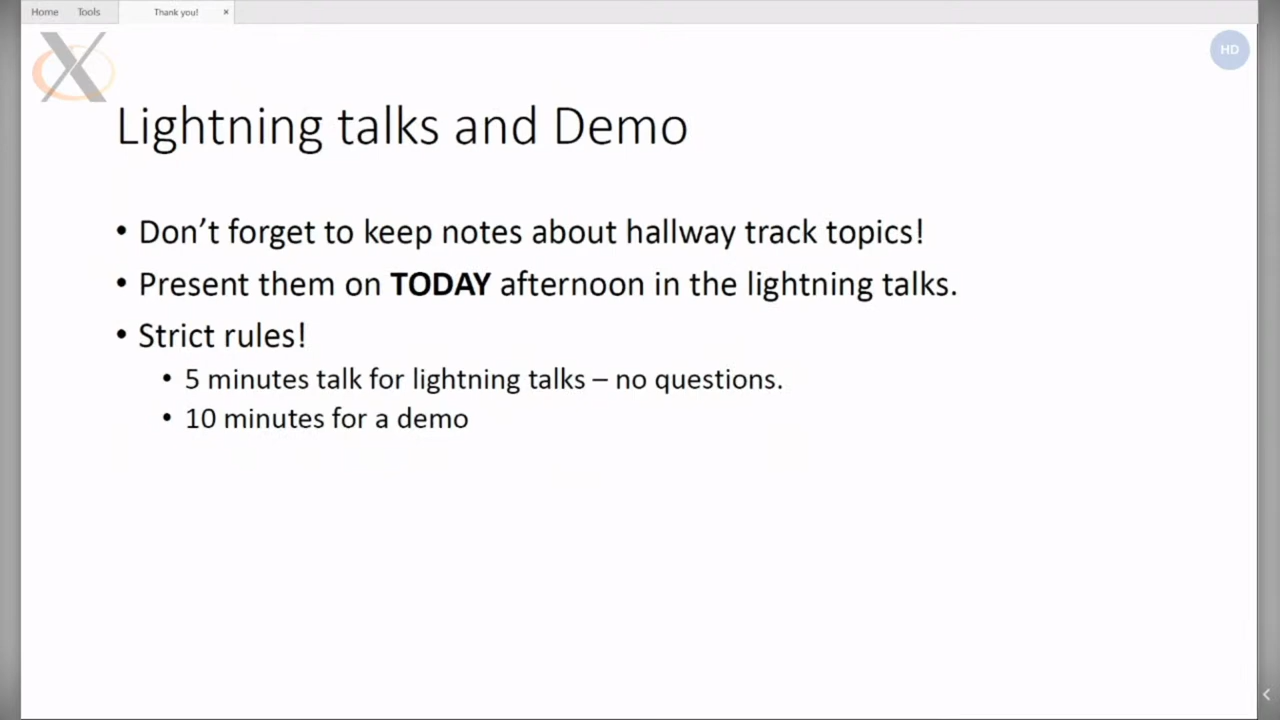 Home Tools Thank you! ×
HD
Lightning talks and Demo
• Don’t forget to keep notes about hallway track topics!
• Present them on TODAY afternoon in the lightning talks.
• Strict rules!
• 5 minutes talk for lightning talks – no questions.
• 10 minutes for a demo